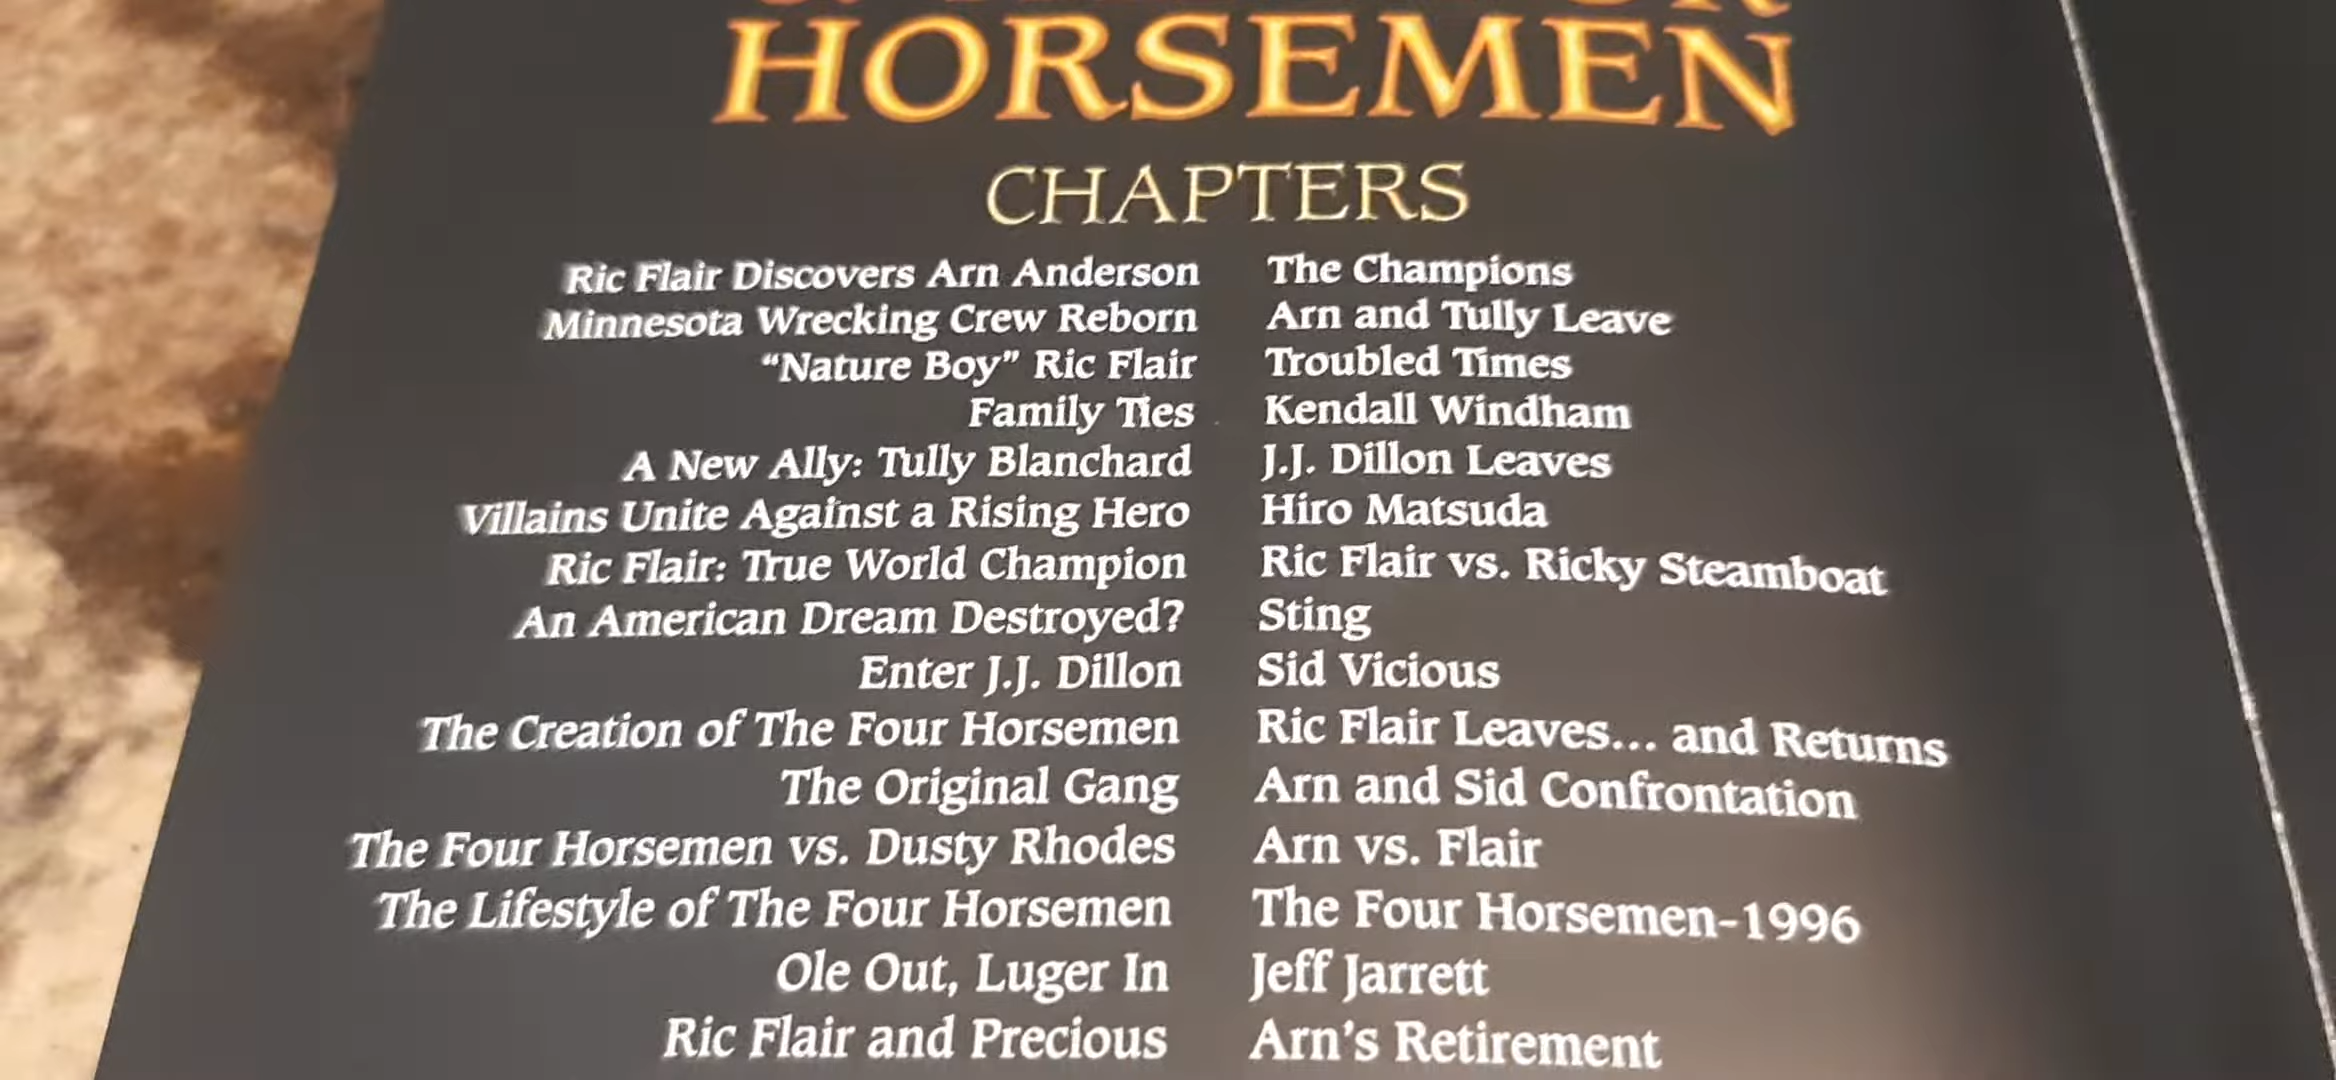 HORSEMEN
CHAPTERS
Ric Flair Discovers Arn Anderson
Minnesota Wrecking Crew Reborn
“Nature Boy” Ric Flair
Family Ties
A New Ally: Tully Blanchard
Villains Unite Against a Rising Hero
Ric Flair: True World Champion
An American Dream Destroyed?
Enter J.J. Dillon
The Creation of The Four Horsemen
The Original Gang
The Four Horsemen vs. Dusty Rhodes
The Lifestyle of The Four Horsemen
Ole Out, Luger In
Ric Flair and Precious
The Champions
Arn and Tully Leave
Troubled Times
Kendall Windham
J.J. Dillon Leaves
Hiro Matsuda
Ric Flair vs. Ricky Steamboat
Sting
Sid Vicious
Ric Flair Leaves... and Returns
Arn and Sid Confrontation
Arn vs. Flair
The Four Horsemen-1996
Jeff Jarrett
Arn’s Retirement